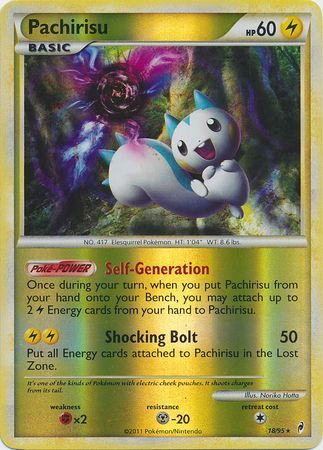 Pachirisu
HP 60
BASIC
NO. 417 Elesquirrel Pokémon HT: 1'04" WT: 8.6 lbs.
Poké-POWER Self-Generation
Once during your turn, when you put Pachirisu from
your hand onto your Bench, you may attach up to
2 Energy cards from your hand to Pachirisu.
Shocking Bolt 50
Put all Energy cards attached to Pachirisu in the Lost
Zone.
It's one of the kinds of Pokémon with electric cheek pouches. It shoots charges
from its tail.
Illus. Noriko Hotta
weakness resistance retreat cost
×2 -20
©2011 Pokémon/Nintendo 18/95 ★